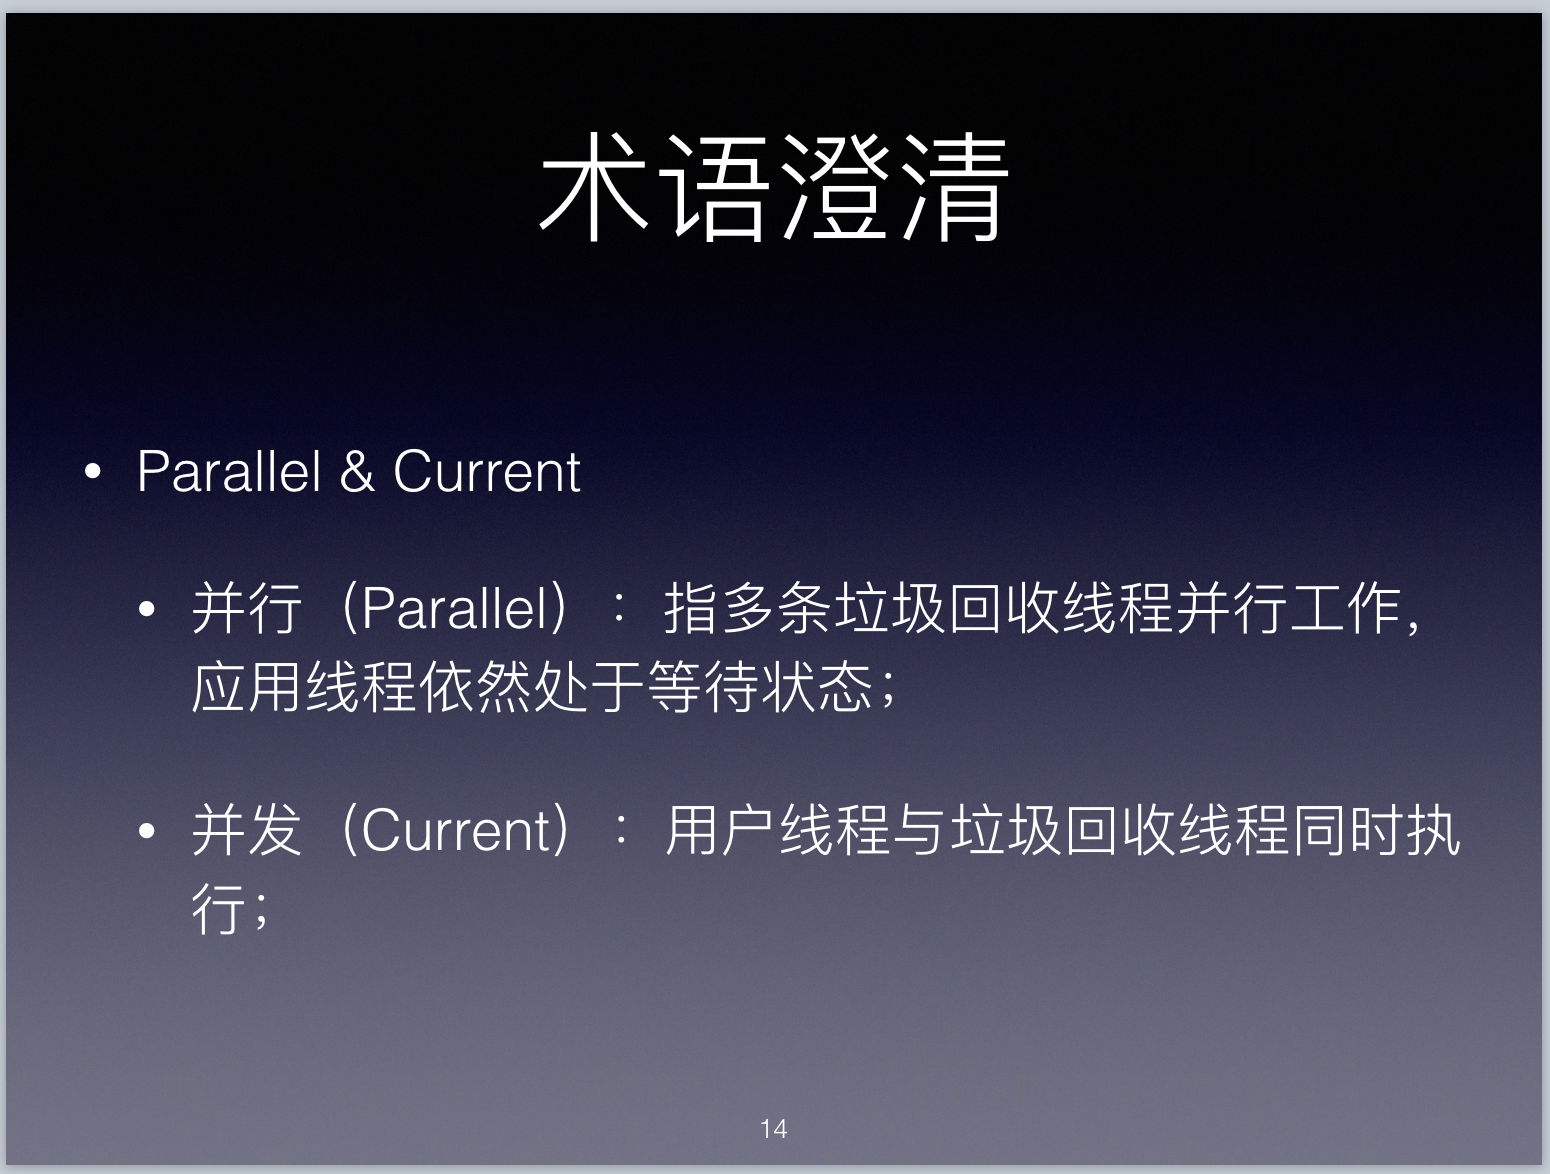 术语澄清
• Parallel & Current
• 并行（Parallel）：指多条垃圾回收线程并行工作，
应用线程依然处于等待状态；
• 并发（Current）：用户线程与垃圾回收线程同时执
行；
14